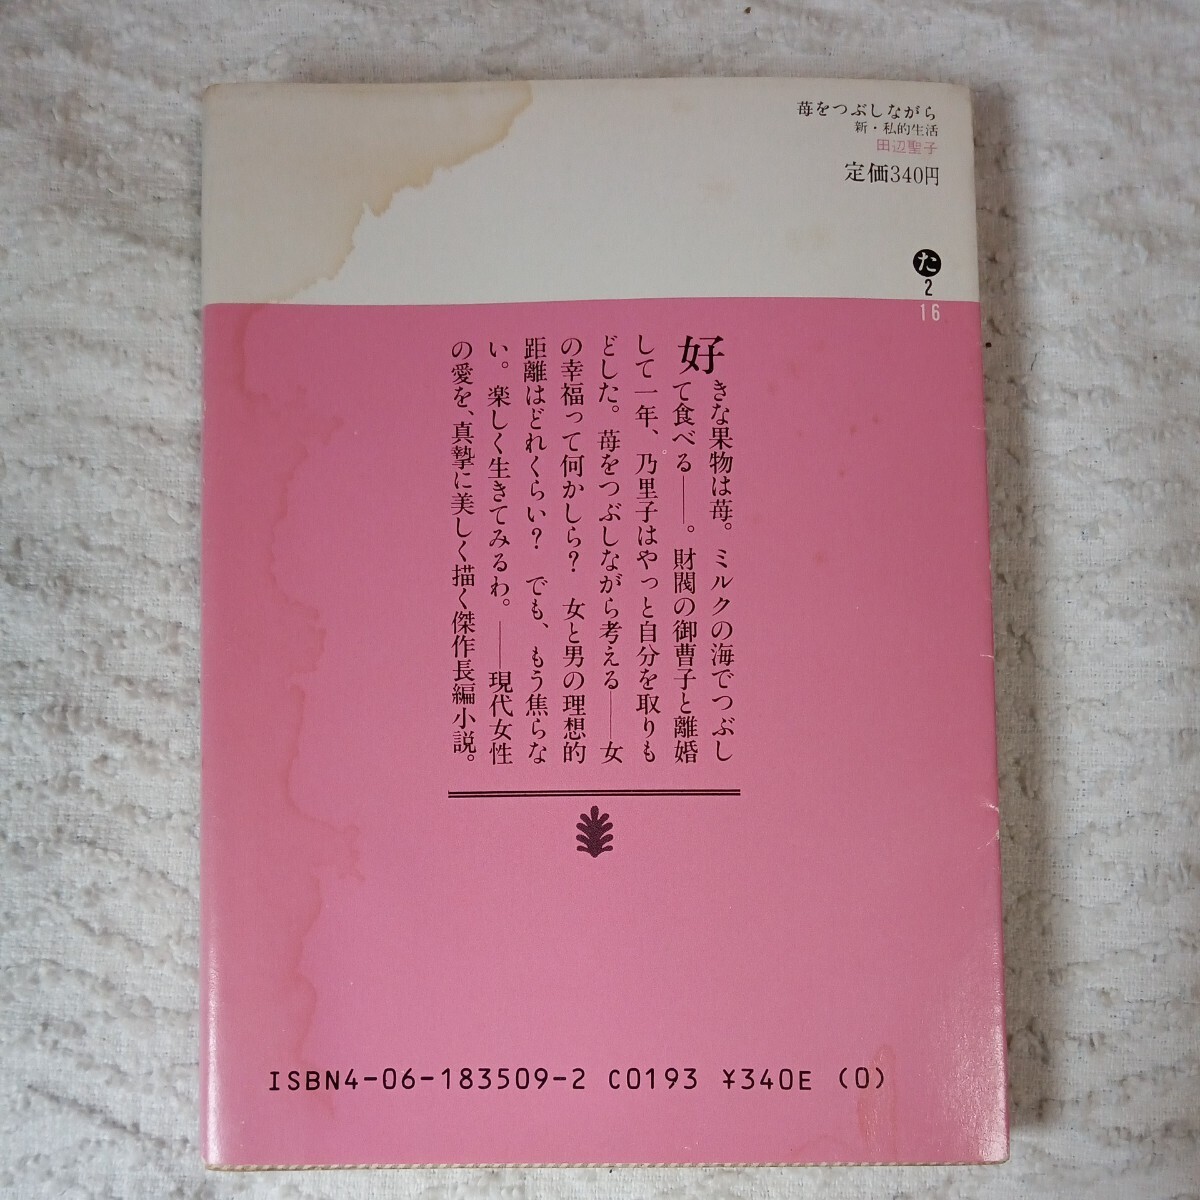 苺をつぶしながら
新・私的生活
田辺聖子
定価340円
た
2
16
好きな果物は苺。ミルクの海でつぶし
て食べる――。財閥の御曹子と離婚
して一年、乃里子はやっと自分を取りも
どした。苺をつぶしながら考える――女
の幸福って何かしら? 女と男の理想的
距離はどれくらい? でも、もう焦らな
い。楽しく生きてみるわ。――現代女性
の愛を、真摯に美しく描く傑作長編小説。
ISBN4-06-183509-2 C0193 ¥340E (0)